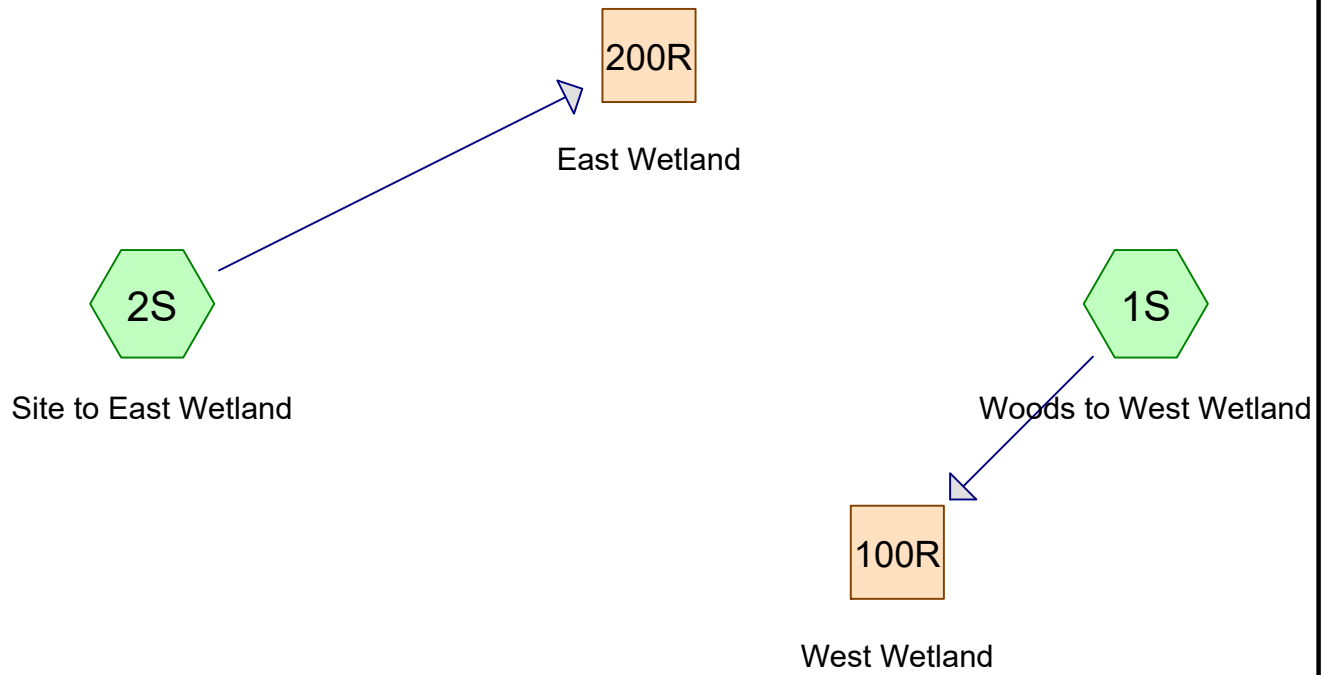 200R
East Wetland
2S
Site to East Wetland
1S
Woods to West Wetland
100R
West Wetland